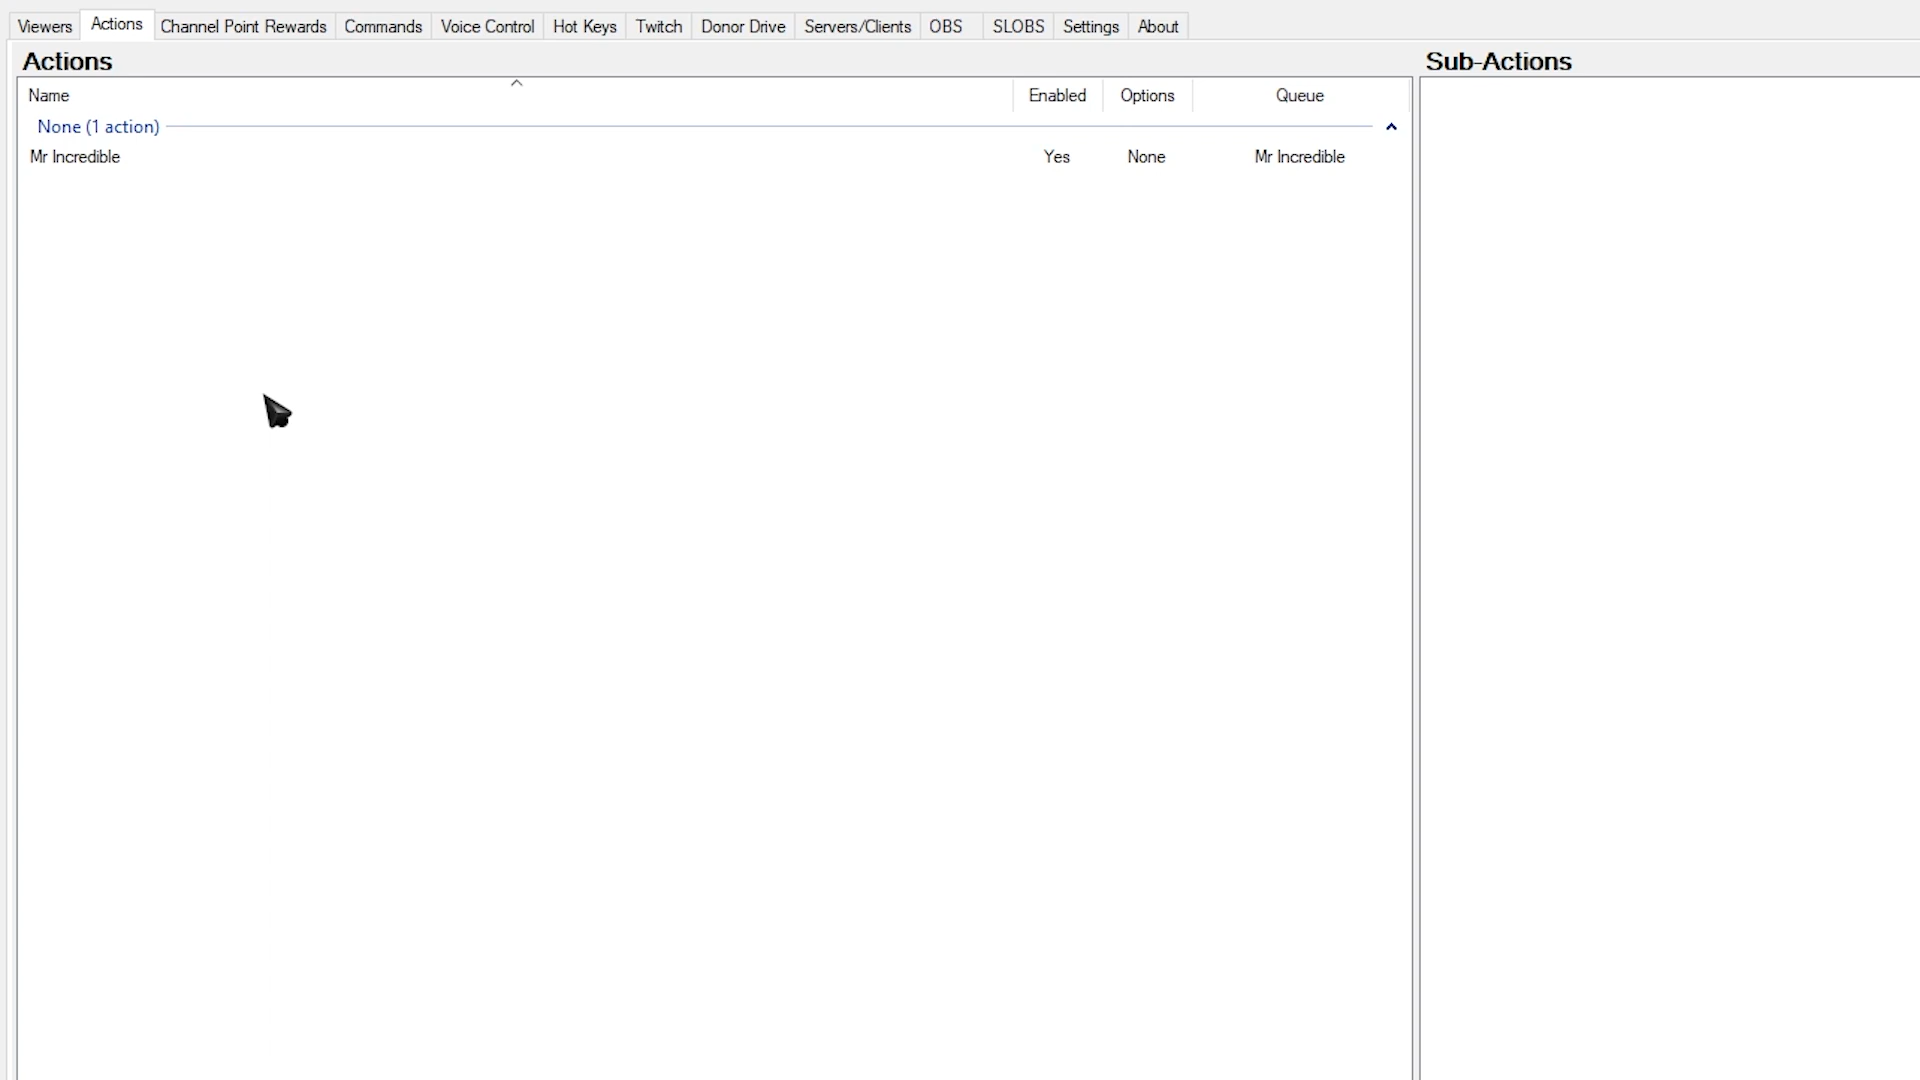 Viewers Actions Channel Point Rewards Commands Voice Control Hot Keys Twitch Donor Drive Servers/Clients OBS SLOBS Settings About
Actions Sub-Actions
Name Enabled Options Queue
None (1 action)
Mr Incredible Yes None Mr Incredible